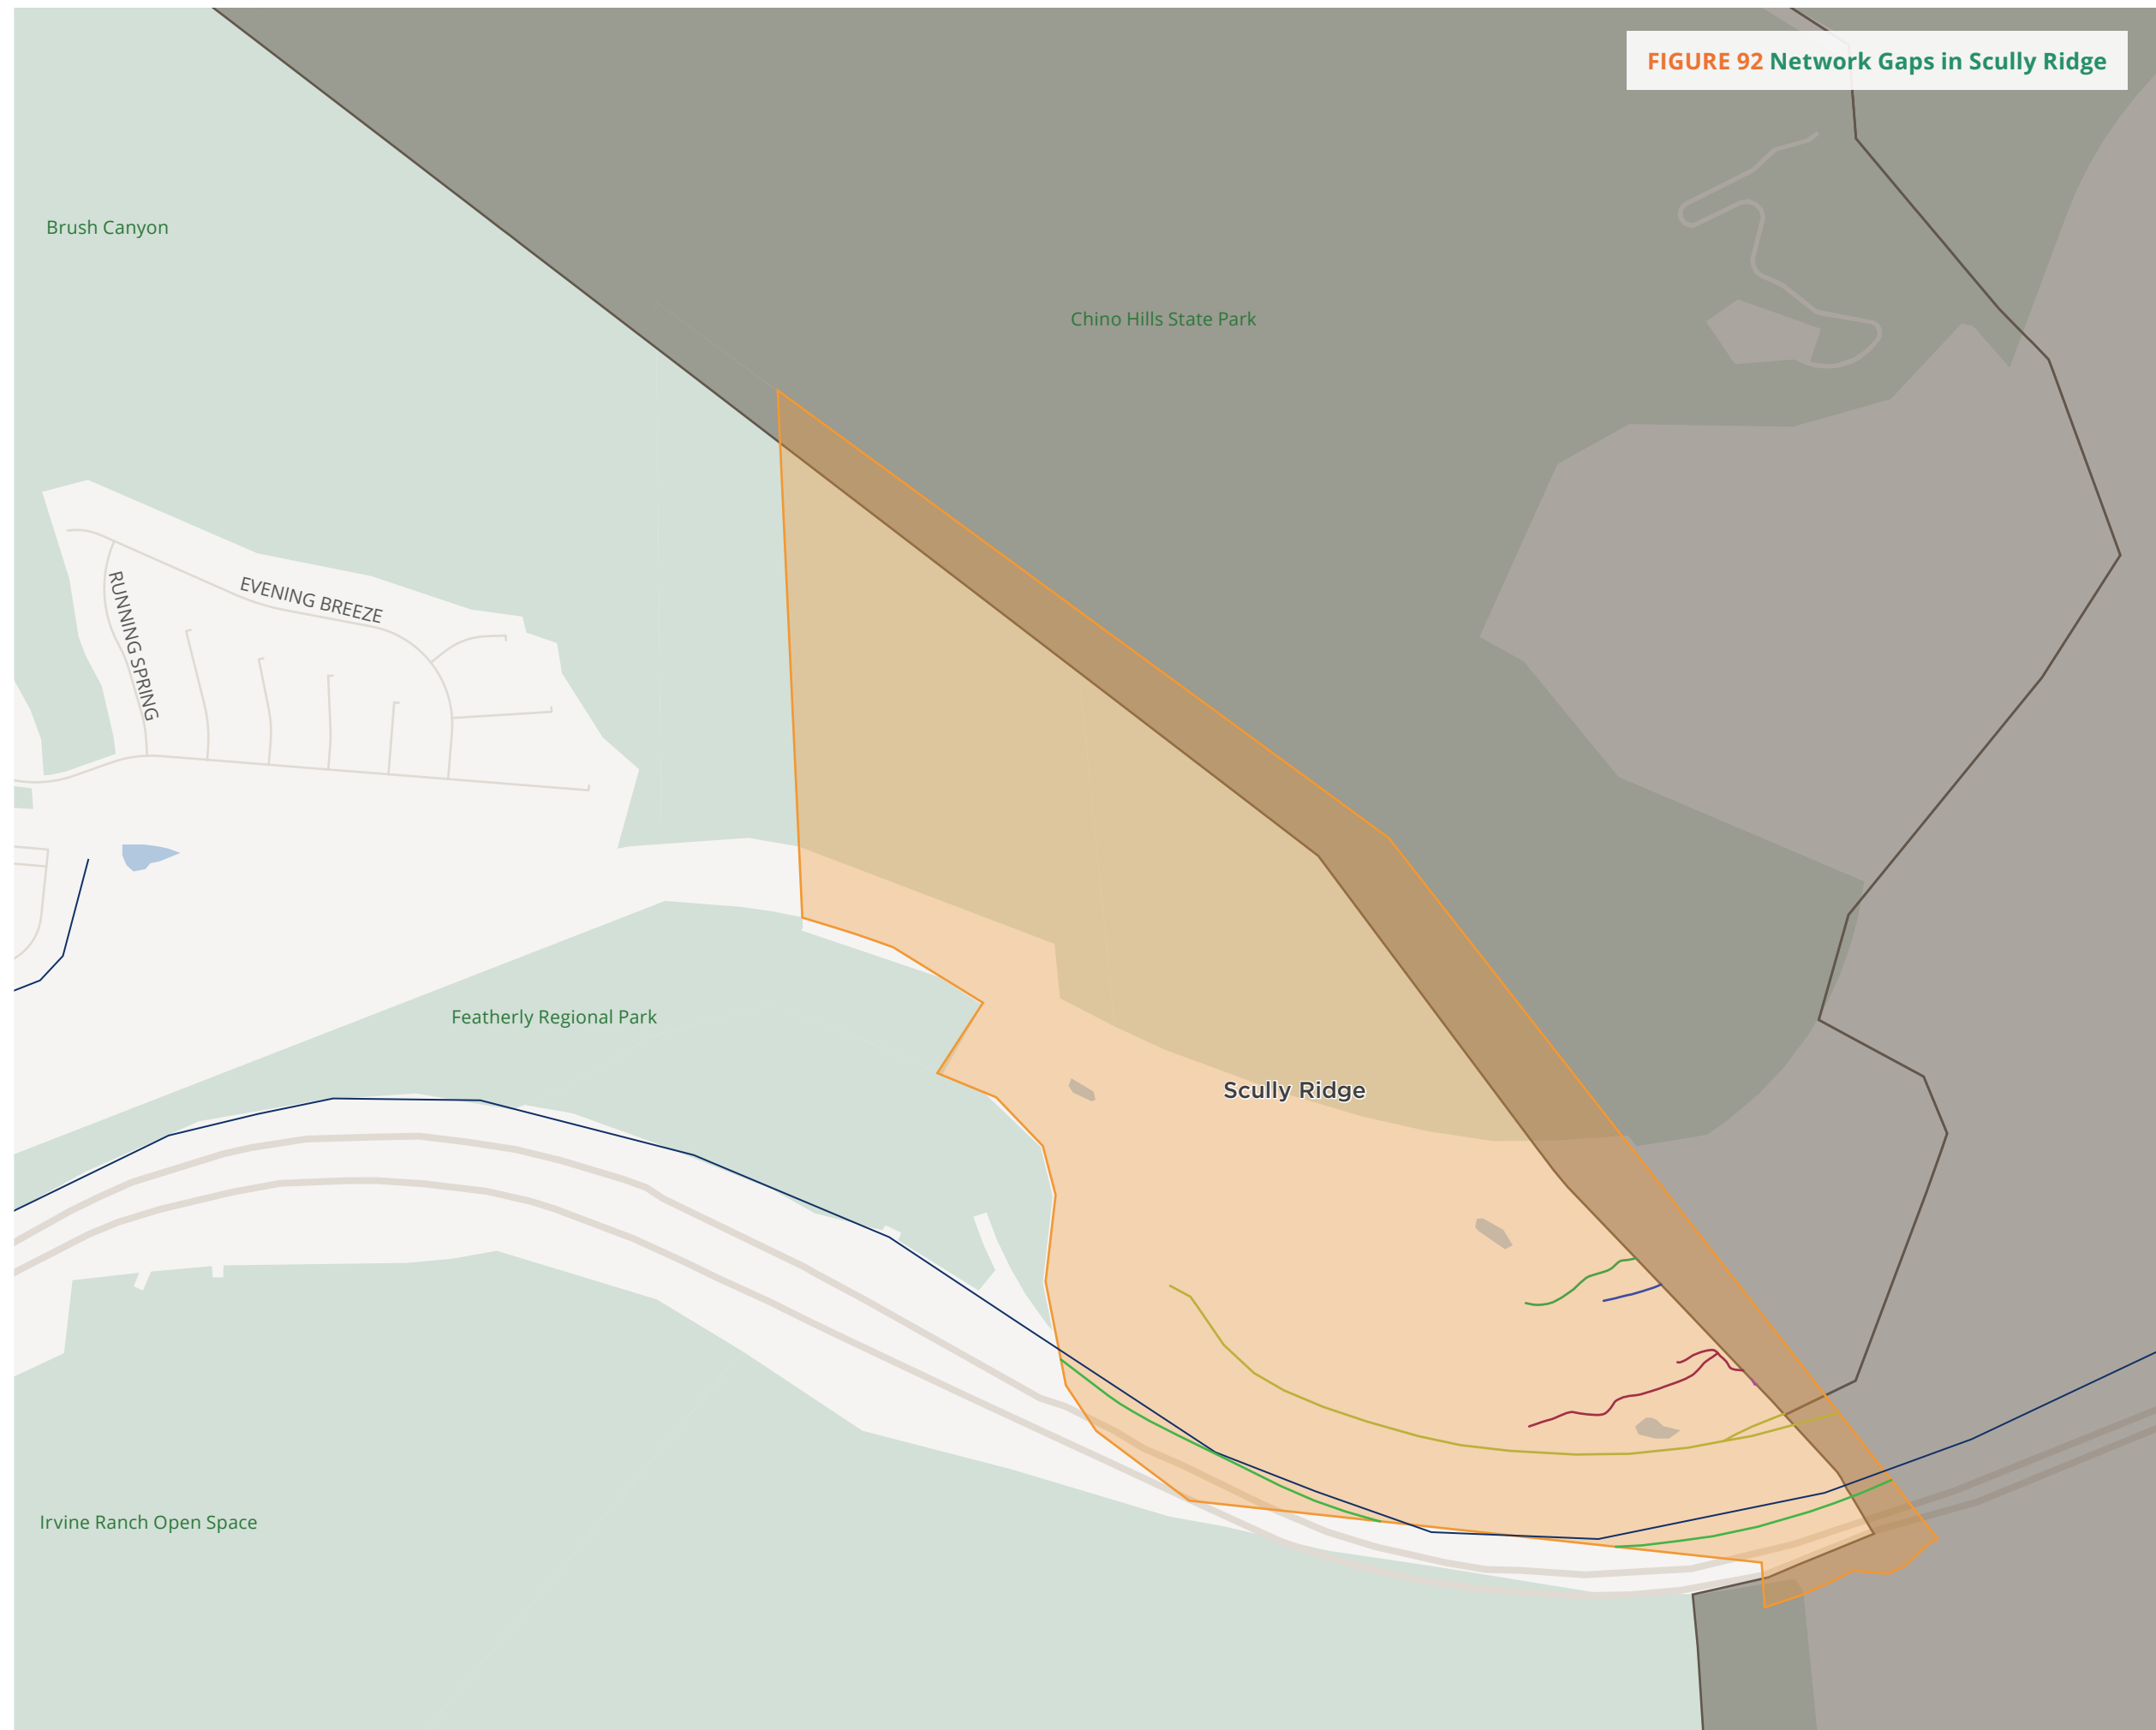 FIGURE 92 Network Gaps in Scully Ridge
Brush Canyon
Chino Hills State Park
EVENING BREEZE
RUNNING SPRING
Featherly Regional Park
Scully Ridge
Irvine Ranch Open Space